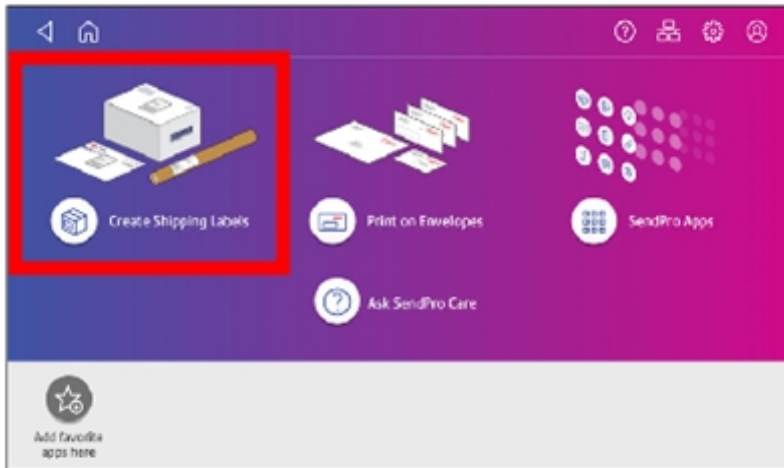 Create Shipping Labels
Print on Envelopes
SendPro Apps
Ask SendPro Care
Add favorite
apps here